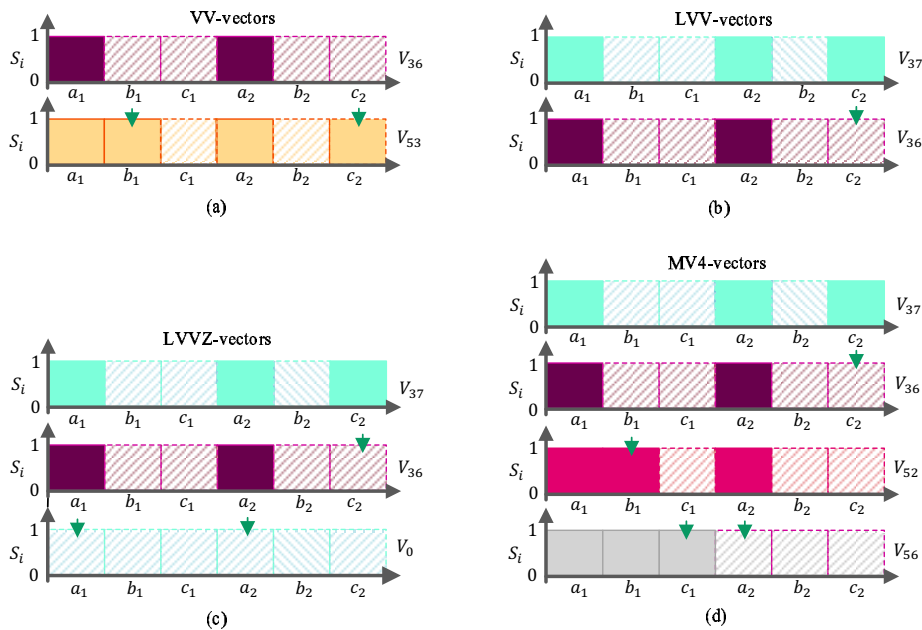 VV-vectors
S_i 1 0 V_36
a_1 b_1 c_1 a_2 b_2 c_2
S_i 1 0 V_53
a_1 b_1 c_1 a_2 b_2 c_2
(a)
LVV-vectors
S_i 1 0 V_37
a_1 b_1 c_1 a_2 b_2 c_2
S_i 1 0 V_36
a_1 b_1 c_1 a_2 b_2 c_2
(b)
LVVZ-vectors
S_i 1 0 V_37
a_1 b_1 c_1 a_2 b_2 c_2
S_i 1 0 V_36
a_1 b_1 c_1 a_2 b_2 c_2
S_i 1 0 V_0
a_1 b_1 c_1 a_2 b_2 c_2
(c)
MV4-vectors
S_i 1 0 V_37
a_1 b_1 c_1 a_2 b_2 c_2
S_i 1 0 V_36
a_1 b_1 c_1 a_2 b_2 c_2
S_i 1 0 V_52
a_1 b_1 c_1 a_2 b_2 c_2
S_i 1 0 V_56
a_1 b_1 c_1 a_2 b_2 c_2
(d)